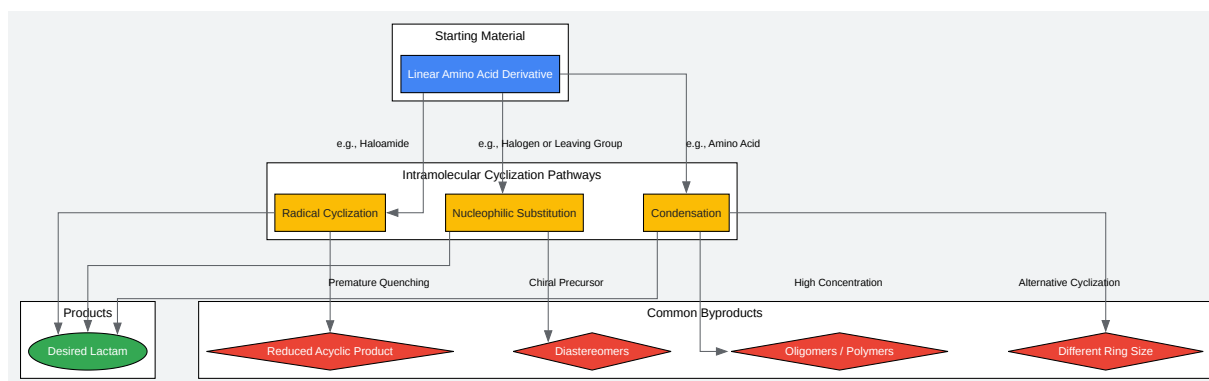 Starting Material
Linear Amino Acid Derivative
e.g., Haloamide
e.g., Halogen or Leaving Group
e.g., Amino Acid
Intramolecular Cyclization Pathways
Radical Cyclization
Nucleophilic Substitution
Condensation
Premature Quenching
Chiral Precursor
High Concentration
Alternative Cyclization
Products
Common Byproducts
Desired Lactam
Reduced Acyclic Product
Diastereomers
Oligomers / Polymers
Different Ring Size